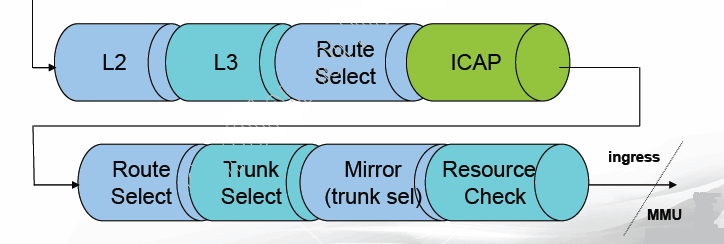 L2
L3
Route
Select
ICAP
Route
Select
Trunk
Select
Mirror
(trunk sel)
Resource
Check
ingress
MMU